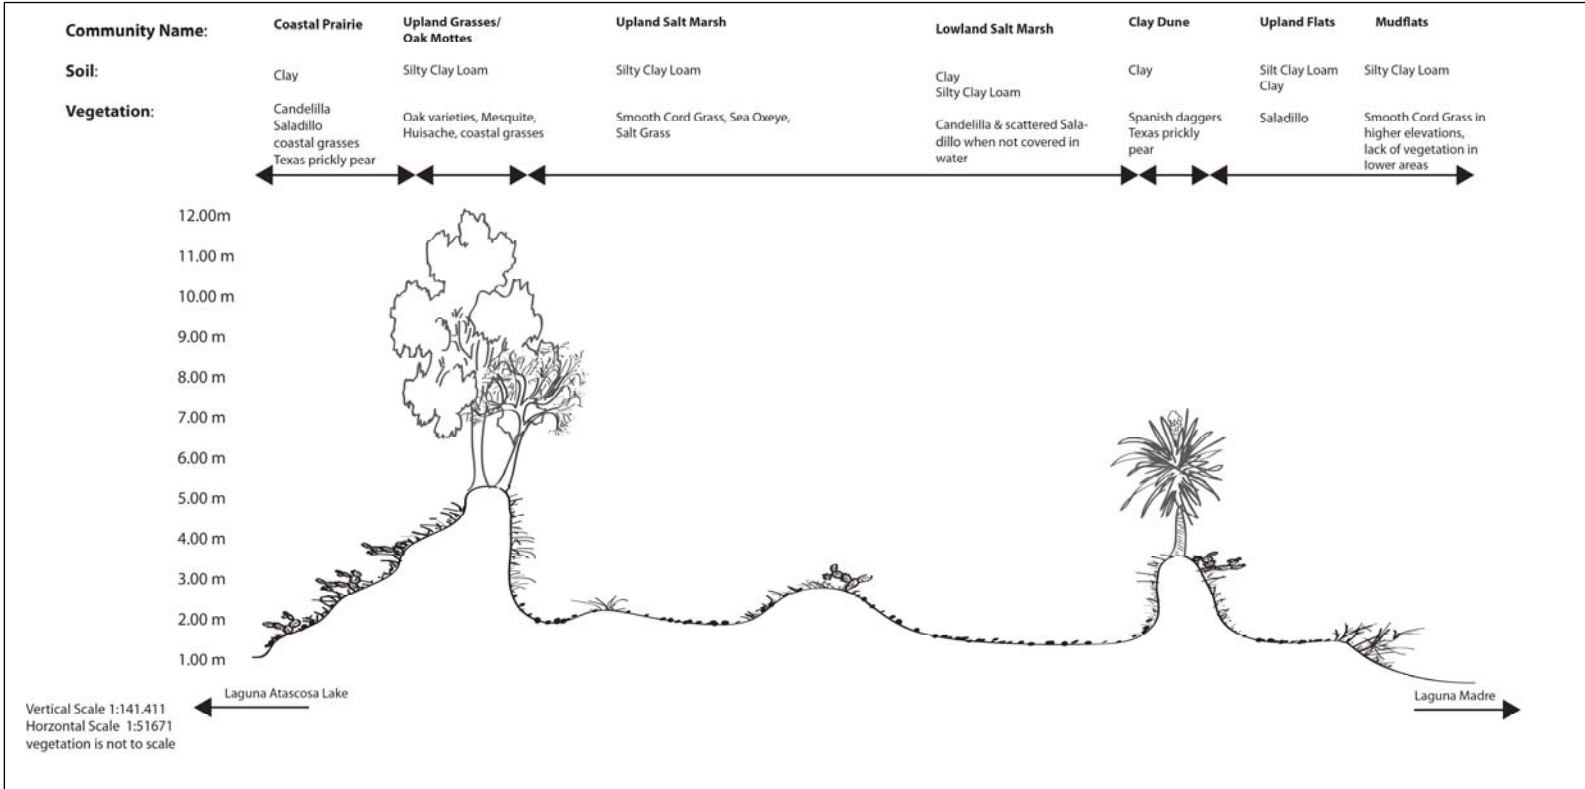 Community Name:
Coastal Prairie
Upland Grasses/
Oak Mottes
Upland Salt Marsh
Lowland Salt Marsh
Clay Dune
Upland Flats
Mudflats
Soil:
Clay
Silty Clay Loam
Silty Clay Loam
Clay
Silty Clay Loam
Clay
Silt Clay Loam
Clay
Silty Clay Loam
Vegetation:
Candelilla
Saladillo
coastal grasses
Texas prickly pear
Oak varieties, Mesquite,
Huisache, coastal grasses
Smooth Cord Grass, Sea Oxeye,
Salt Grass
Candelilla & scattered Sala-
dillo when not covered in
water
Spanish daggers
Texas prickly
pear
Saladillo
Smooth Cord Grass in
higher elevations,
lack of vegetation in
lower areas
12.00m
11.00 m
10.00 m
9.00 m
8.00 m
7.00 m
6.00 m
5.00 m
4.00 m
3.00 m
2.00 m
1.00 m
Laguna Atascosa Lake
Laguna Madre
Vertical Scale 1:141.411
Horzontal Scale 1:51671
vegetation is not to scale